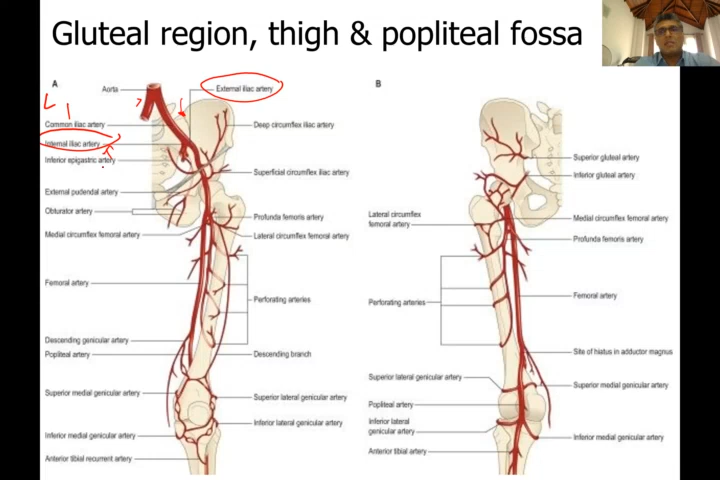 Gluteal region, thigh & popliteal fossa
A
Aorta
External iliac artery
Common iliac artery
Deep circumflex iliac artery
Internal iliac artery
Inferior epigastric artery
Superficial circumflex iliac artery
External pudendal artery
Obturator artery
Profunda femoris artery
Medial circumflex femoral artery
Lateral circumflex femoral artery
Femoral artery
Perforating arteries
Descending genicular artery
Popliteal artery
Descending branch
Superior medial genicular artery
Superior lateral genicular artery
Inferior lateral genicular artery
Inferior medial genicular artery
Anterior tibial recurrent artery
B
Superior gluteal artery
Inferior gluteal artery
Lateral circumflex
femoral artery
Medial circumflex femoral artery
Profunda femoris artery
Perforating arteries
Femoral artery
Site of hiatus in adductor magnus
Superior lateral genicular artery
Superior medial genicular artery
Popliteal artery
Inferior lateral
genicular artery
Inferior medial genicular artery
Anterior tibial artery